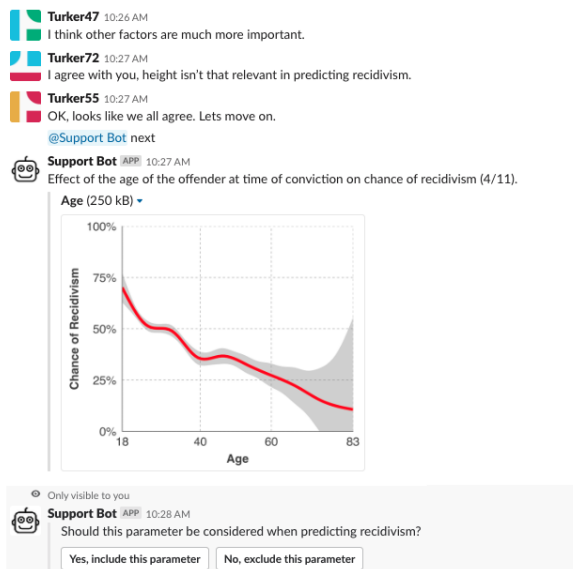 Turker47 10:26 AM
I think other factors are much more important.
Turker72 10:27 AM
I agree with you, height isn't that relevant in predicting recidivism.
Turker55 10:27 AM
OK, looks like we all agree. Lets move on.
@Support Bot next
Support Bot APP 10:27 AM
Effect of the age of the offender at time of conviction on chance of recidivism (4/11).
Age (250 kB)
100%
75%
50%
25%
0%
Chance of Recidivism
18 40 60 83
Age
Only visible to you
Support Bot APP 10:28 AM
Should this parameter be considered when predicting recidivism?
Yes, include this parameter No, exclude this parameter